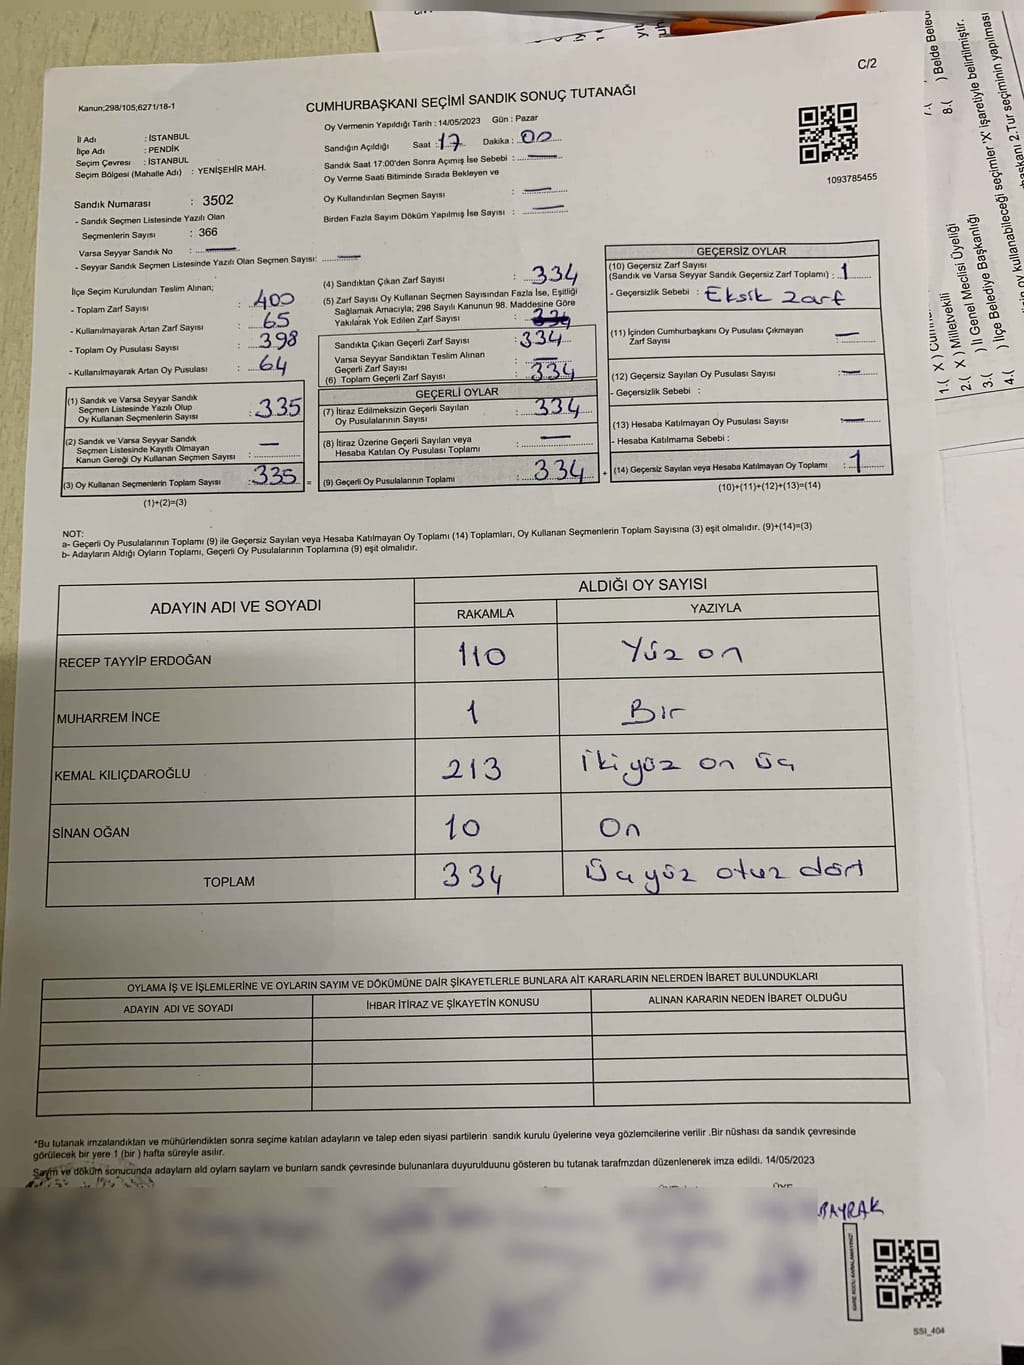 C/2
Kanun;298/105;6271/18-1
CUMHURBAŞKANI SEÇİMİ SANDIK SONUÇ TUTANAĞI
İl Adı : İSTANBUL
İlçe Adı : PENDİK
Seçim Çevresi : İSTANBUL
Seçim Bölgesi (Mahalle Adı) : YENİŞEHİR MAH.
Oy Vermenin Yapıldığı Tarih : 14/05/2023 Gün : Pazar
Sandığın Açıldığı Saat : 17 Dakika : 00
Sandık Saat 17:00'den Sonra Açımış İse Sebebi : —
Oy Verme Saati Bitiminde Sırada Bekleyen ve
Oy Kullandırılan Seçmen Sayısı : —
Birden Fazla Sayım Döküm Yapılmış İse Sayısı : —
1093785455
Sandık Numarası : 3502
- Sandık Seçmen Listesinde Yazılı Olan
Seçmenlerin Sayısı : 366
Varsa Seyyar Sandık No : —
- Seyyar Sandık Seçmen Listesinde Yazılı Olan Seçmen Sayısı: —
İlçe Seçim Kurulundan Teslim Alınan;
- Toplam Zarf Sayısı : 400
- Kullanılmayarak Artan Zarf Sayısı : 65
- Toplam Oy Pusulası Sayısı : 398
- Kullanılmayarak Artan Oy Pusulası : 64
(1) Sandık ve Varsa Seyyar Sandık
Seçmen Listesinde Yazılı Olup
Oy Kullanan Seçmenlerin Sayısı : 335
(2) Sandık ve Varsa Seyyar Sandık
Seçmen Listesinde Kayıtlı Olmayan
Kanun Gereği Oy Kullanan Seçmen Sayısı : —
(3) Oy Kullanan Seçmenlerin Toplam Sayısı : 335 =
(1)+(2)=(3)
(4) Sandıktan Çıkan Zarf Sayısı : 334
(5) Zarf Sayısı Oy Kullanan Seçmen Sayısından Fazla İse, Eşitliği
Sağlamak Amacıyla; 298 Sayılı Kanunun 98. Maddesine Göre
Yakılarak Yok Edilen Zarf Sayısı : 334
Sandıkta Çıkan Geçerli Zarf Sayısı : 334
Varsa Seyyar Sandıktan Teslim Alınan
Geçerli Zarf Sayısı : —
(6) Toplam Geçerli Zarf Sayısı : 334
GEÇERLİ OYLAR
(7) İtiraz Edilmeksizin Geçerli Sayılan
Oy Pusulalarının Sayısı : 334
(8) İtiraz Üzerine Geçerli Sayılan veya
Hesaba Katılan Oy Pusulası Toplamı : —
(9) Geçerli Oy Pusulalarının Toplamı : 334 +
GEÇERSİZ OYLAR
(10) Geçersiz Zarf Sayısı
(Sandık ve Varsa Seyyar Sandık Geçersiz Zarf Toplamı) : 1
- Geçersizlik Sebebi : Eksik zarf
(11) İçinden Cumhurbaşkanı Oy Pusulası Çıkmayan
Zarf Sayısı : —
(12) Geçersiz Sayılan Oy Pusulası Sayısı : —
- Geçersizlik Sebebi :
(13) Hesaba Katılmayan Oy Pusulası Sayısı : —
- Hesaba Katılmama Sebebi :
(14) Geçersiz Sayılan veya Hesaba Katılmayan Oy Toplamı : 1
(10)+(11)+(12)+(13)=(14)
NOT:
a- Geçerli Oy Pusulalarının Toplamı (9) ile Geçersiz Sayılan veya Hesaba Katılmayan Oy Toplamı (14) Toplamları, Oy Kullanan Seçmenlerin Toplam Sayısına (3) eşit olmalıdır. (9)+(14)=(3)
b- Adayların Aldığı Oyların Toplamı, Geçerli Oy Pusulalarının Toplamına (9) eşit olmalıdır.
ADAYIN ADI VE SOYADI
ALDIĞI OY SAYISI
RAKAMLA YAZIYLA
RECEP TAYYİP ERDOĞAN 110 Yüz on
MUHARREM İNCE 1 Bir
KEMAL KILIÇDAROĞLU 213 İkiyüz on üç
SİNAN OĞAN 10 On
TOPLAM 334 Üçyüz otuz dört
OYLAMA İŞ VE İŞLEMLERİNE VE OYLARIN SAYIM VE DÖKÜMÜNE DAİR ŞİKAYETLERLE BUNLARA AİT KARARLARIN NELERDEN İBARET BULUNDUKLARI
ADAYIN ADI VE SOYADI İHBAR İTİRAZ VE ŞİKAYETİN KONUSU ALINAN KARARIN NEDEN İBARET OLDUĞU
*Bu tutanak imzalandıktan ve mühürlendikten sonra seçime katılan adayların ve talep eden siyasi partilerin sandık kurulu üyelerine veya gözlemcilerine verilir .Bir nüshası da sandık çevresinde
görülecek bir yere 1 (bir ) hafta süreyle asılır.
Sayım ve döküm sonucunda adaylarm ald oylarn saylarm ve bunlarn sandk çevresinde bulunanlara duyurulduunu gösteren bu tutanak tarafmzdan düzenlenerek imza edildi. 14/05/2023
BAYRAK
KARE KODU KARALAMAYINIZ!
SSI_404
1.( X )
2.( X ) Milletvekili
3.( ) İl Genel Meclisi Üyeliği
4.( ) İlçe Belediye Başkanlığı
8.( ) Belde
seçimler 'X' işaretiyle belirtilmiştir.
2.Tur seçiminin yapılması
oy kullanabileceği